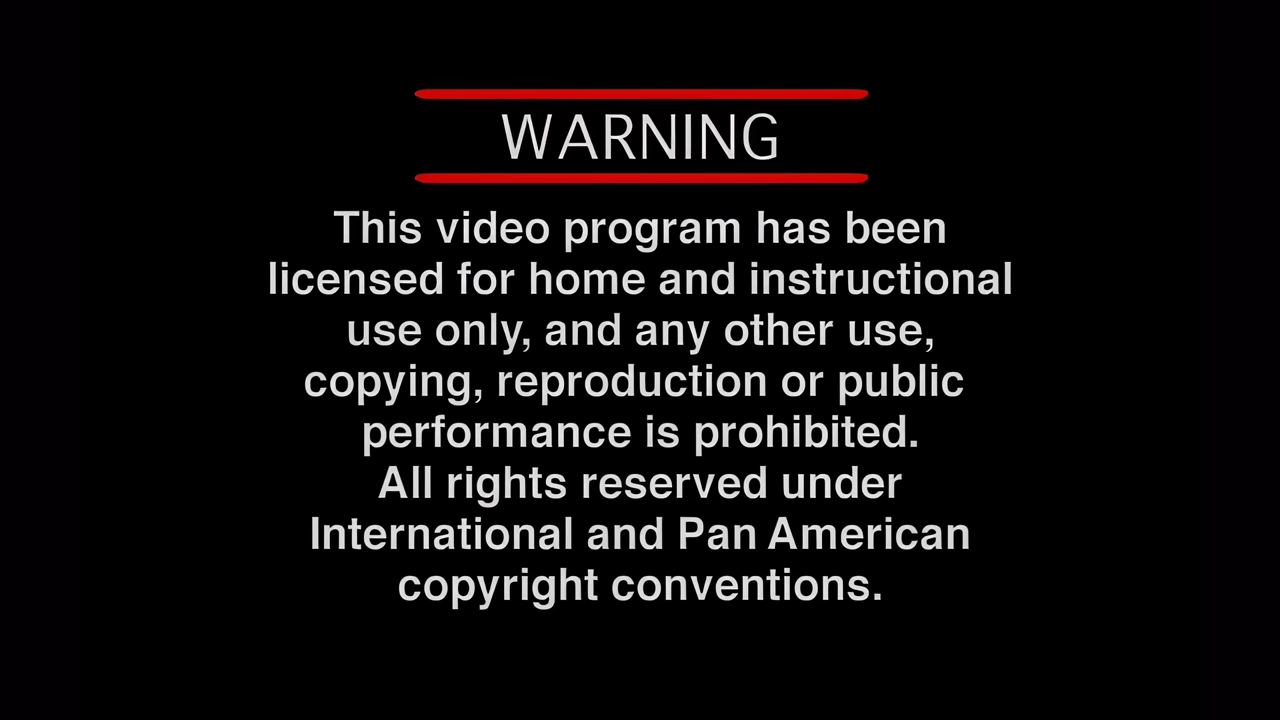 WARNING
This video program has been
licensed for home and instructional
use only, and any other use,
copying, reproduction or public
performance is prohibited.
All rights reserved under
International and Pan American
copyright conventions.